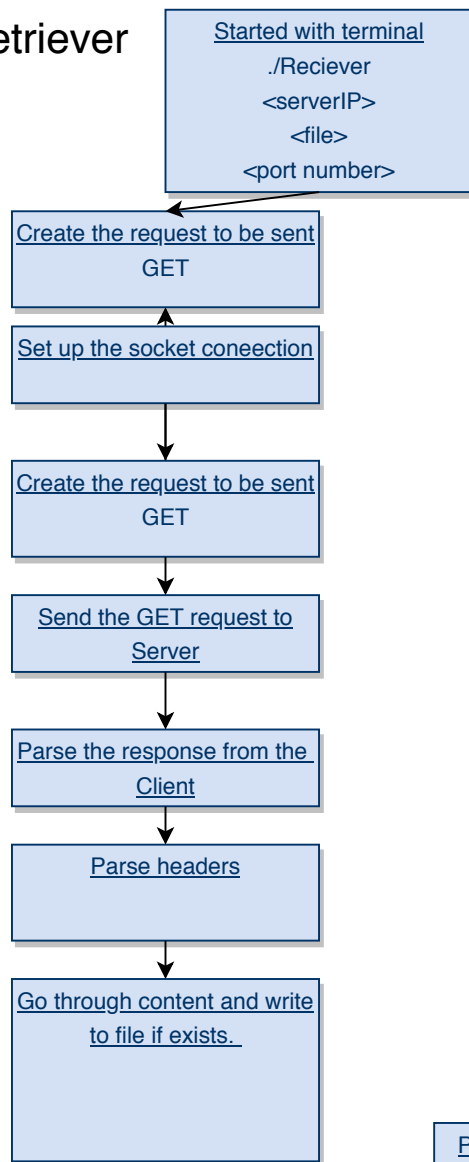 etriever
Started with terminal
./Reciever
<serverIP>
<file>
<port number>
Create the request to be sent
GET
Set up the socket coneection
Create the request to be sent
GET
Send the GET request to
Server
Parse the response from the
Client
Parse headers
Go through content and write
to file if exists.
P